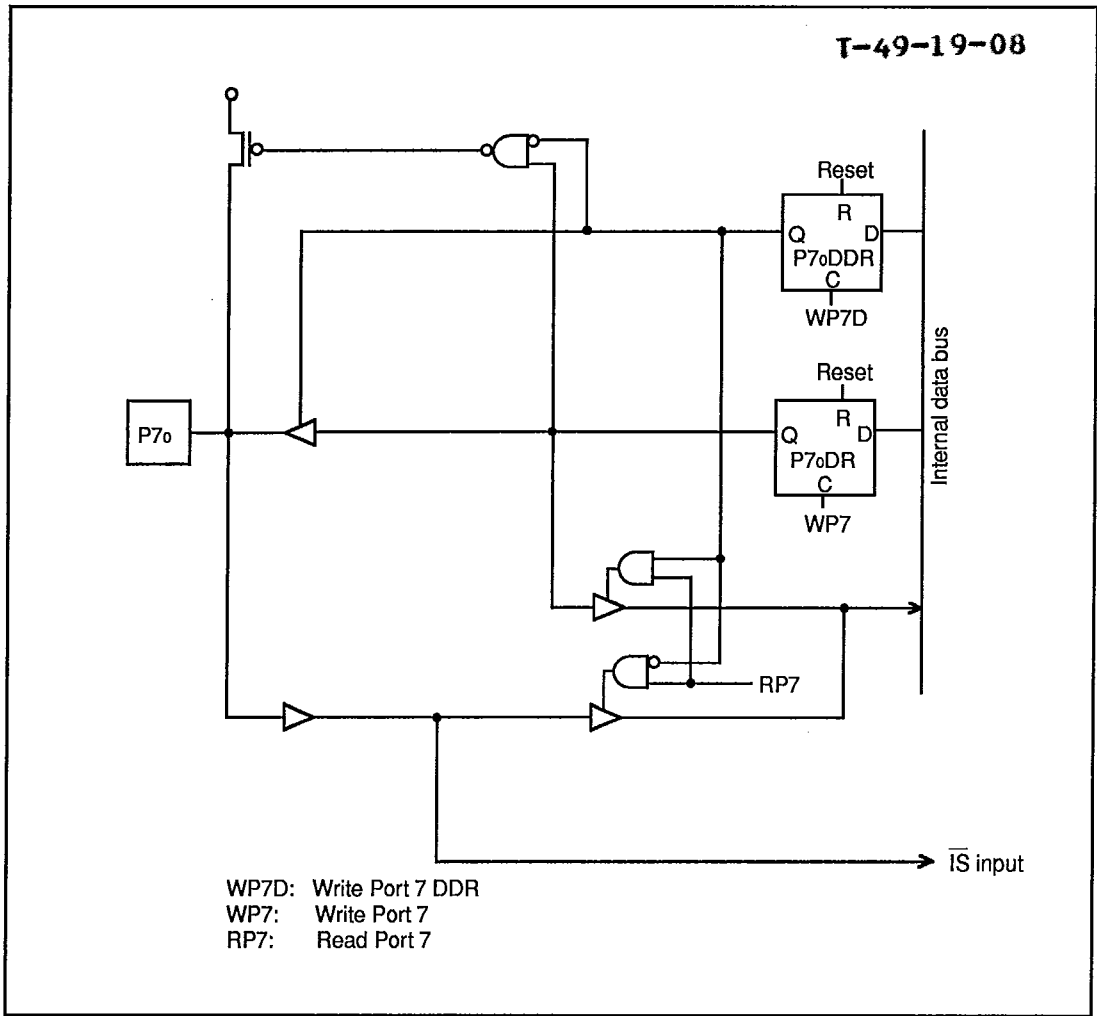 T-49-19-08
Reset
R
Q D
P7₀DDR
C
WP7D
Reset
R
Q D
P7₀DR
C
WP7
Internal data bus
P7₀
RP7
I̅S̅ input
WP7D: Write Port 7 DDR
WP7: Write Port 7
RP7: Read Port 7